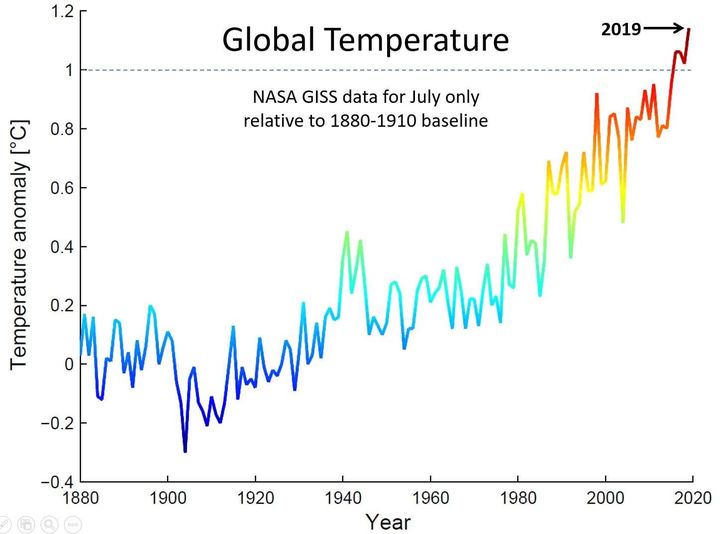 Global Temperature
2019
NASA GISS data for July only
relative to 1880-1910 baseline
Temperature anomaly [°C]
1.2
1
0.8
0.6
0.4
0.2
0
−0.2
−0.4
1880 1900 1920 1940 1960 1980 2000 2020
Year